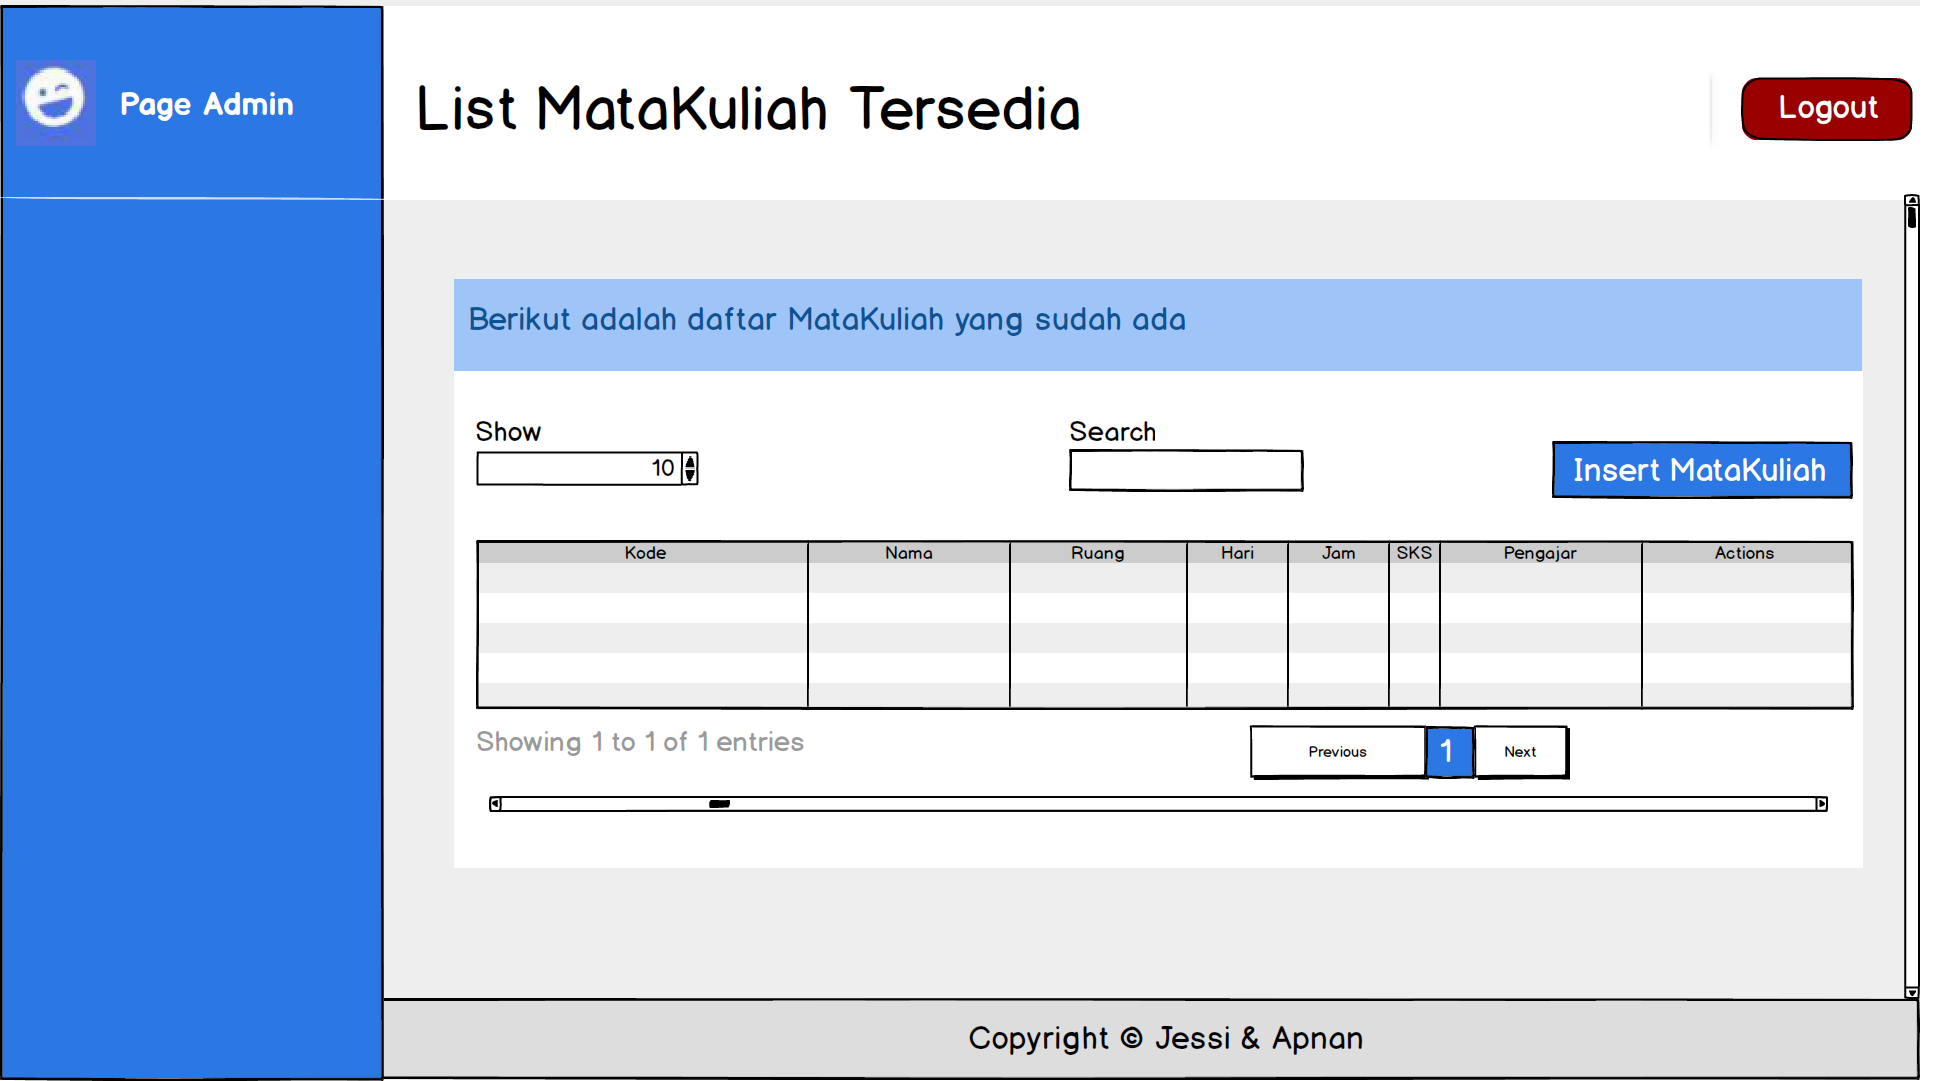 Page Admin
List MataKuliah Tersedia
Logout
Berikut adalah daftar MataKuliah yang sudah ada
Show
10
Search
Insert MataKuliah
Kode Nama Ruang Hari Jam SKS Pengajar Actions
Showing 1 to 1 of 1 entries
Previous 1 Next
Copyright © Jessi & Apnan